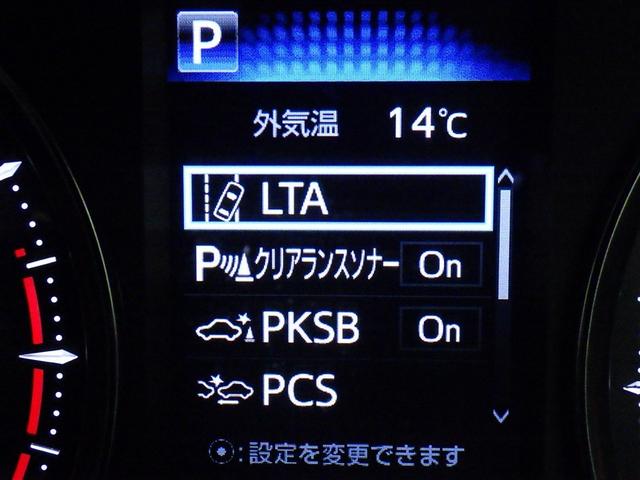 P
外気温 14℃
LTA
P クリアランスソナー On
PKSB On
PCS
:設定を変更できます